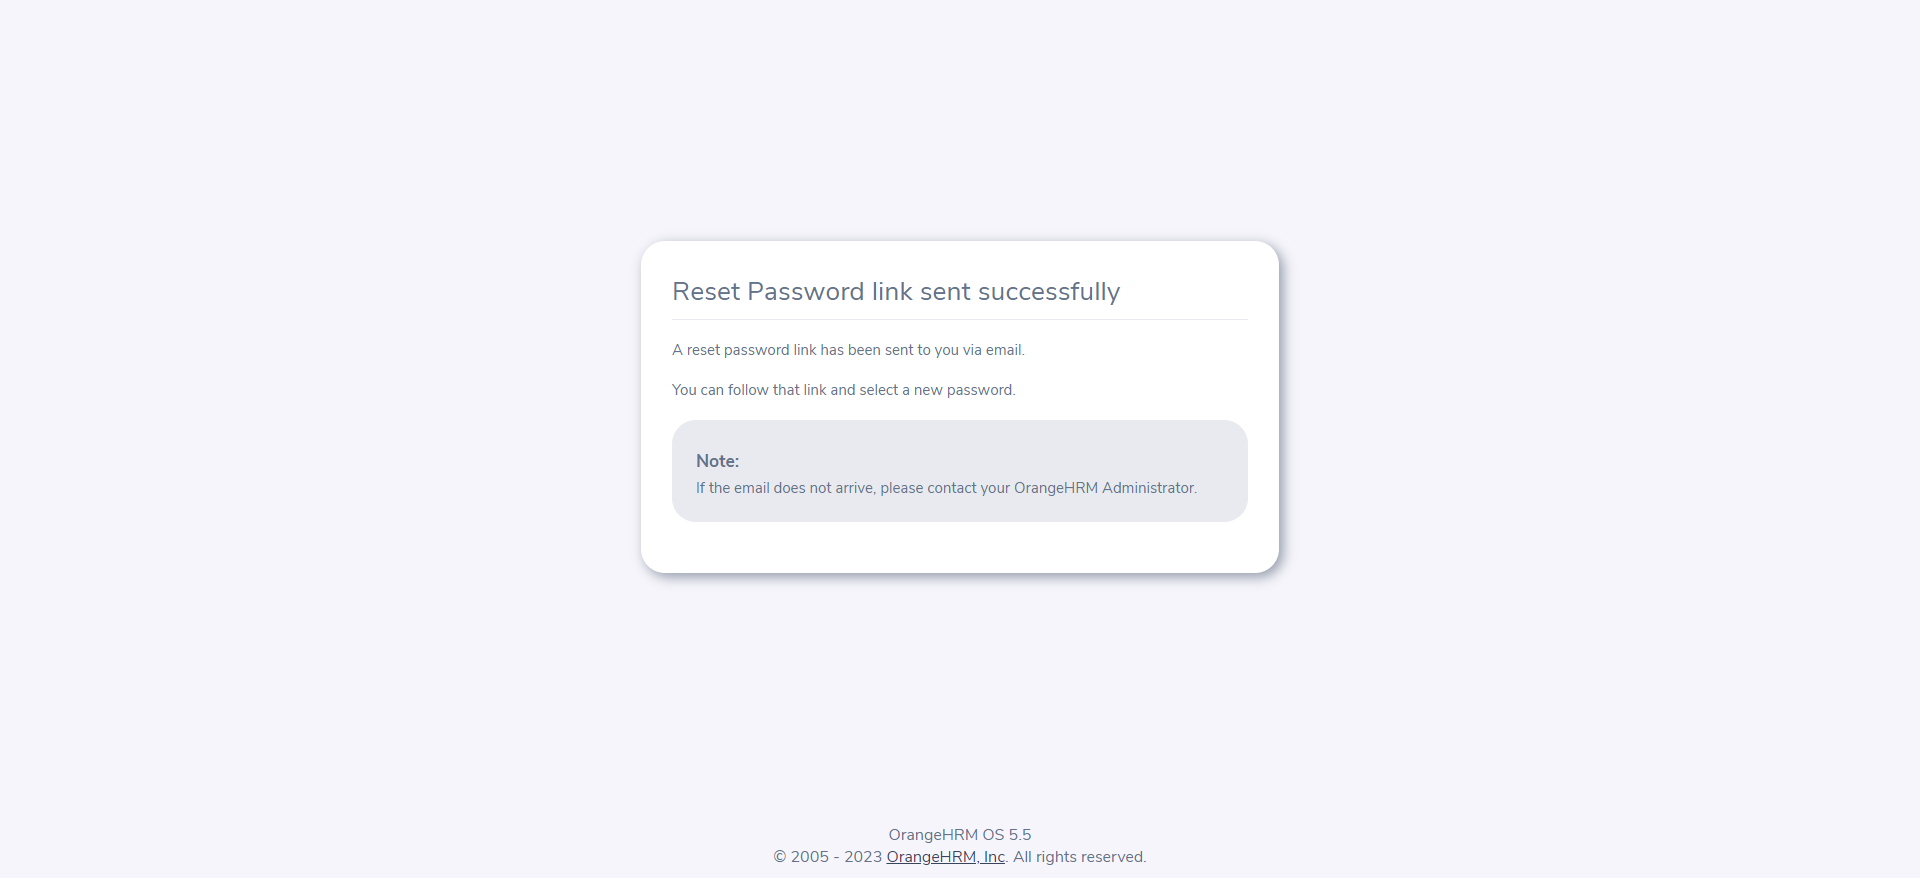 Reset Password link sent successfully
A reset password link has been sent to you via email.
You can follow that link and select a new password.
Note:
If the email does not arrive, please contact your OrangeHRM Administrator.
OrangeHRM OS 5.5
© 2005 - 2023 OrangeHRM, Inc. All rights reserved.